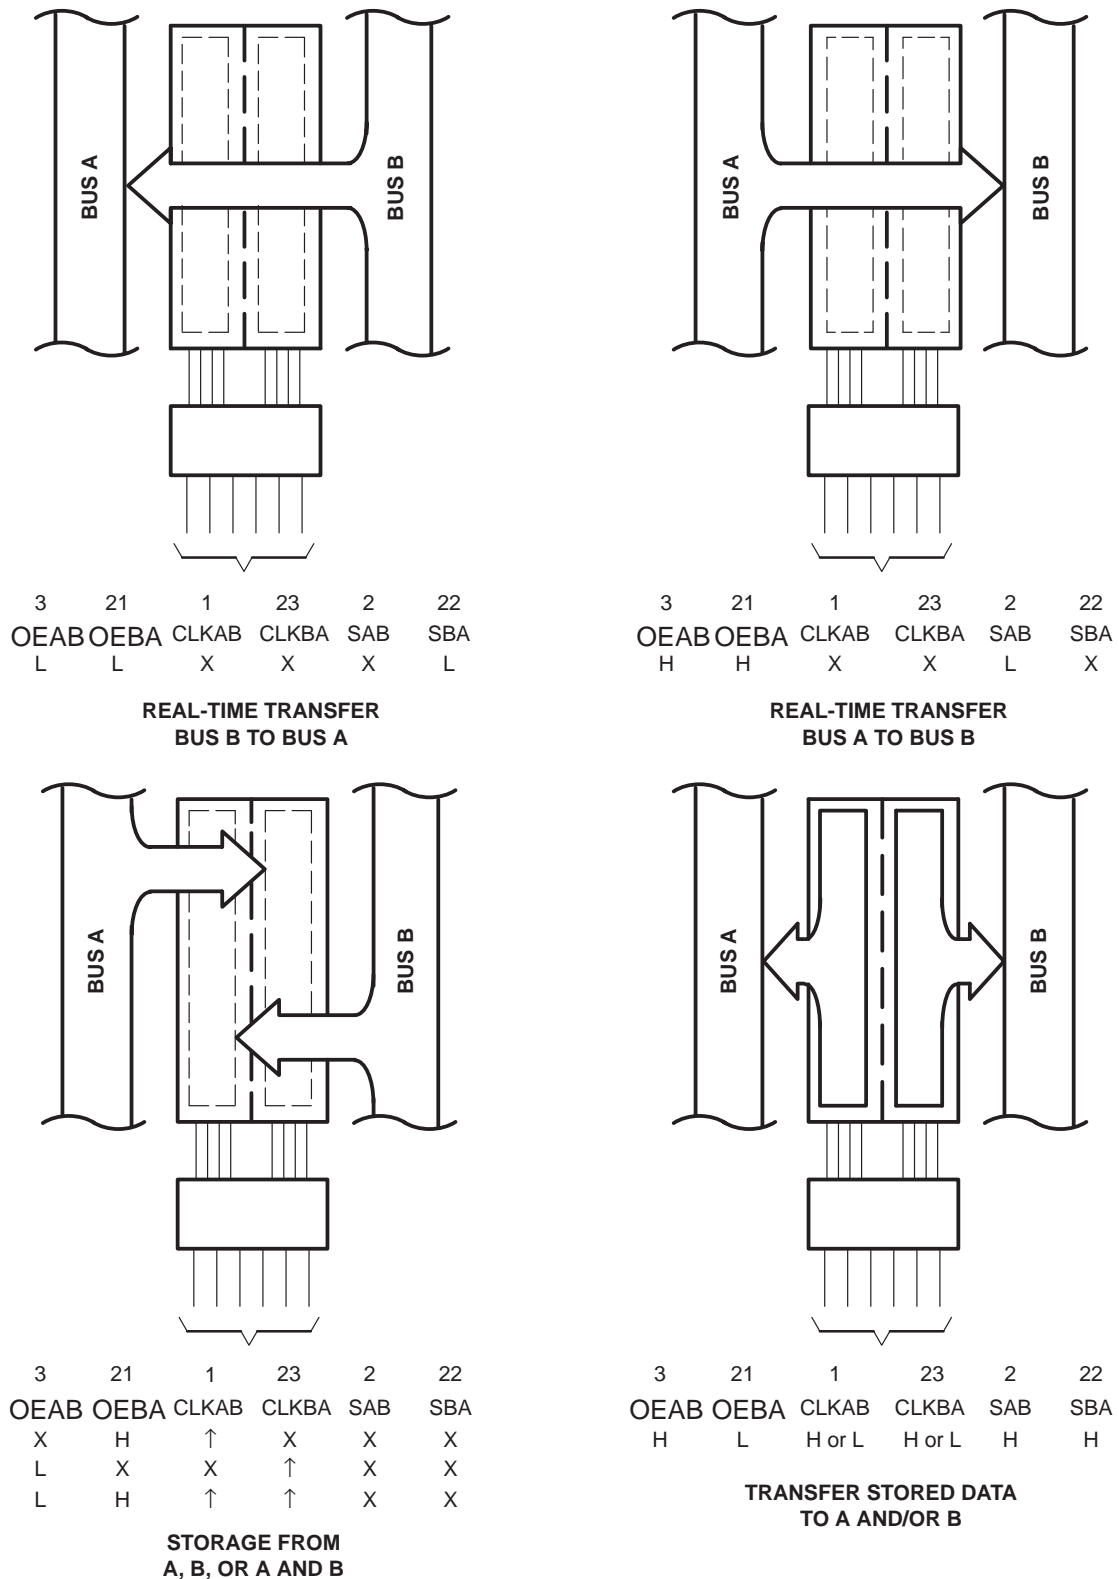 BUS A
BUS B
3 21 1 23 2 22
OEAB OEBA CLKAB CLKBA SAB SBA
L L X X X L
REAL-TIME TRANSFER
BUS B TO BUS A
BUS A
BUS B
3 21 1 23 2 22
OEAB OEBA CLKAB CLKBA SAB SBA
H H X X L X
REAL-TIME TRANSFER
BUS A TO BUS B
BUS A
BUS B
3 21 1 23 2 22
OEAB OEBA CLKAB CLKBA SAB SBA
X H ↑ X X X
L X X ↑ X X
L H ↑ ↑ X X
STORAGE FROM
A, B, OR A AND B
BUS A
BUS B
3 21 1 23 2 22
OEAB OEBA CLKAB CLKBA SAB SBA
H L H or L H or L H H
TRANSFER STORED DATA
TO A AND/OR B